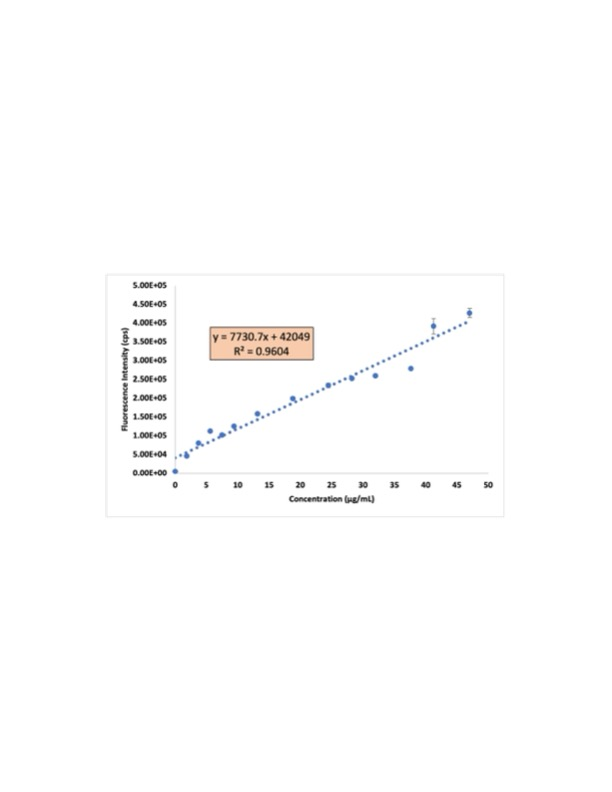 5.00E+05
4.50E+05
4.00E+05
3.50E+05
3.00E+05
2.50E+05
2.00E+05
1.50E+05
1.00E+05
5.00E+04
0.00E+00
Fluorescence Intensity (cps)
y = 7730.7x + 42049
R² = 0.9604
0 5 10 15 20 25 30 35 40 45 50
Concentration (µg/mL)